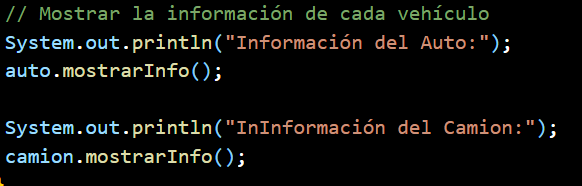 // Mostrar la información de cada vehículo
System.out.println("Información del Auto:");
auto.mostrarInfo();
System.out.println("InInformación del Camion:");
camion.mostrarInfo();